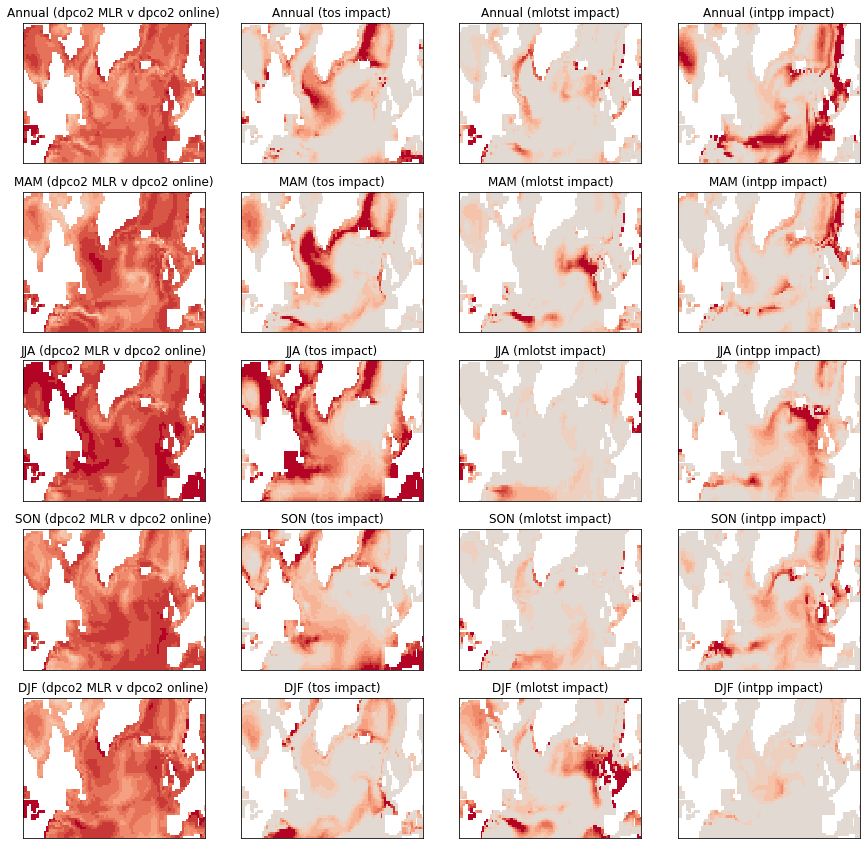 Annual (dpco2 MLR v dpco2 online)
Annual (tos impact)
Annual (mlotst impact)
Annual (intpp impact)
MAM (dpco2 MLR v dpco2 online)
MAM (tos impact)
MAM (mlotst impact)
MAM (intpp impact)
JJA (dpco2 MLR v dpco2 online)
JJA (tos impact)
JJA (mlotst impact)
JJA (intpp impact)
SON (dpco2 MLR v dpco2 online)
SON (tos impact)
SON (mlotst impact)
SON (intpp impact)
DJF (dpco2 MLR v dpco2 online)
DJF (tos impact)
DJF (mlotst impact)
DJF (intpp impact)